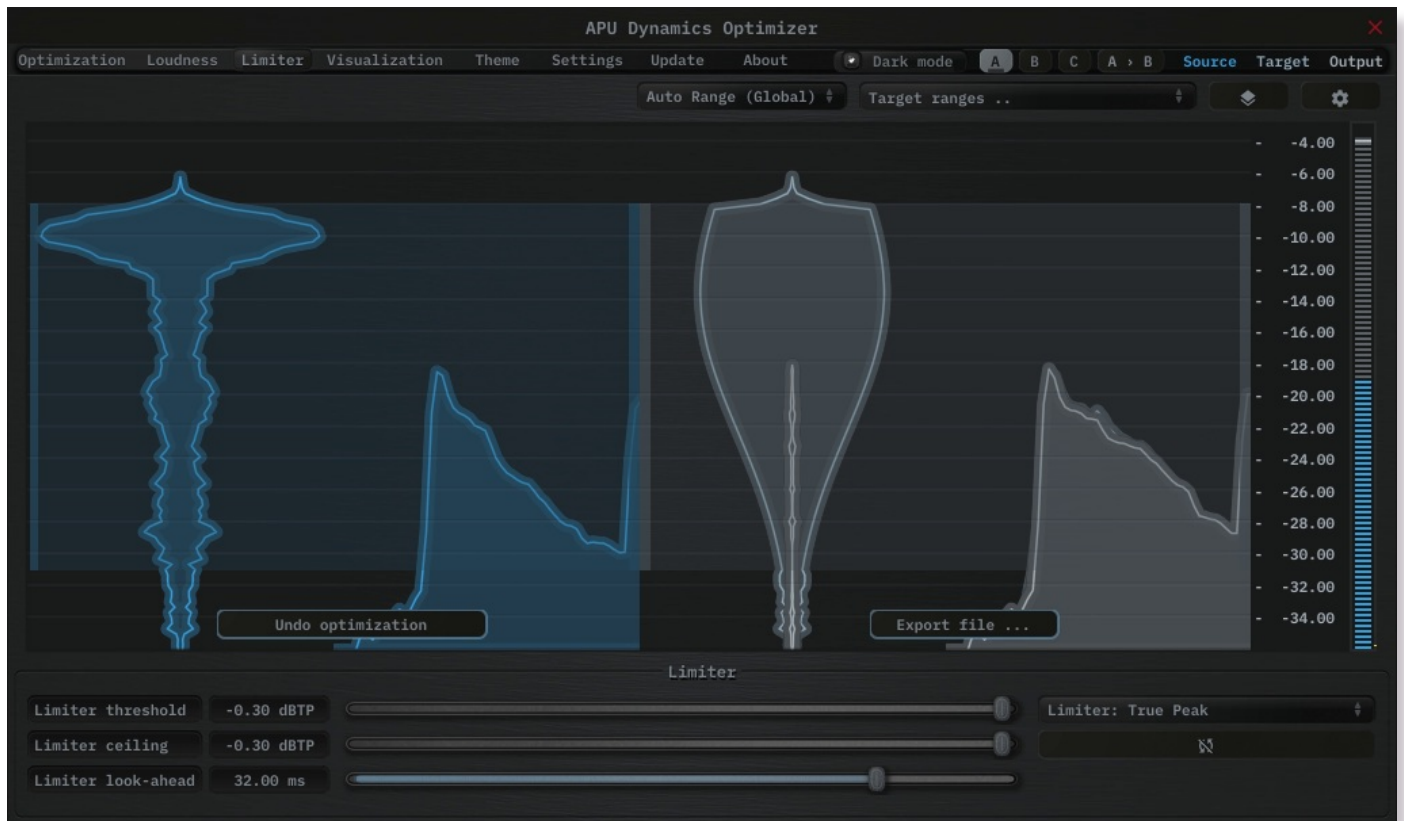 APU Dynamics Optimizer
Optimization Loudness Limiter Visualization Theme Settings Update About Dark mode A B C A › B Source Target Output
Auto Range (Global) Target ranges ..
- -4.00
- -6.00
- -8.00
- -10.00
- -12.00
- -14.00
- -16.00
- -18.00
- -20.00
- -22.00
- -24.00
- -26.00
- -28.00
- -30.00
- -32.00
- -34.00
Undo optimization Export file ...
Limiter
Limiter threshold -0.30 dBTP Limiter: True Peak
Limiter ceiling -0.30 dBTP
Limiter look-ahead 32.00 ms